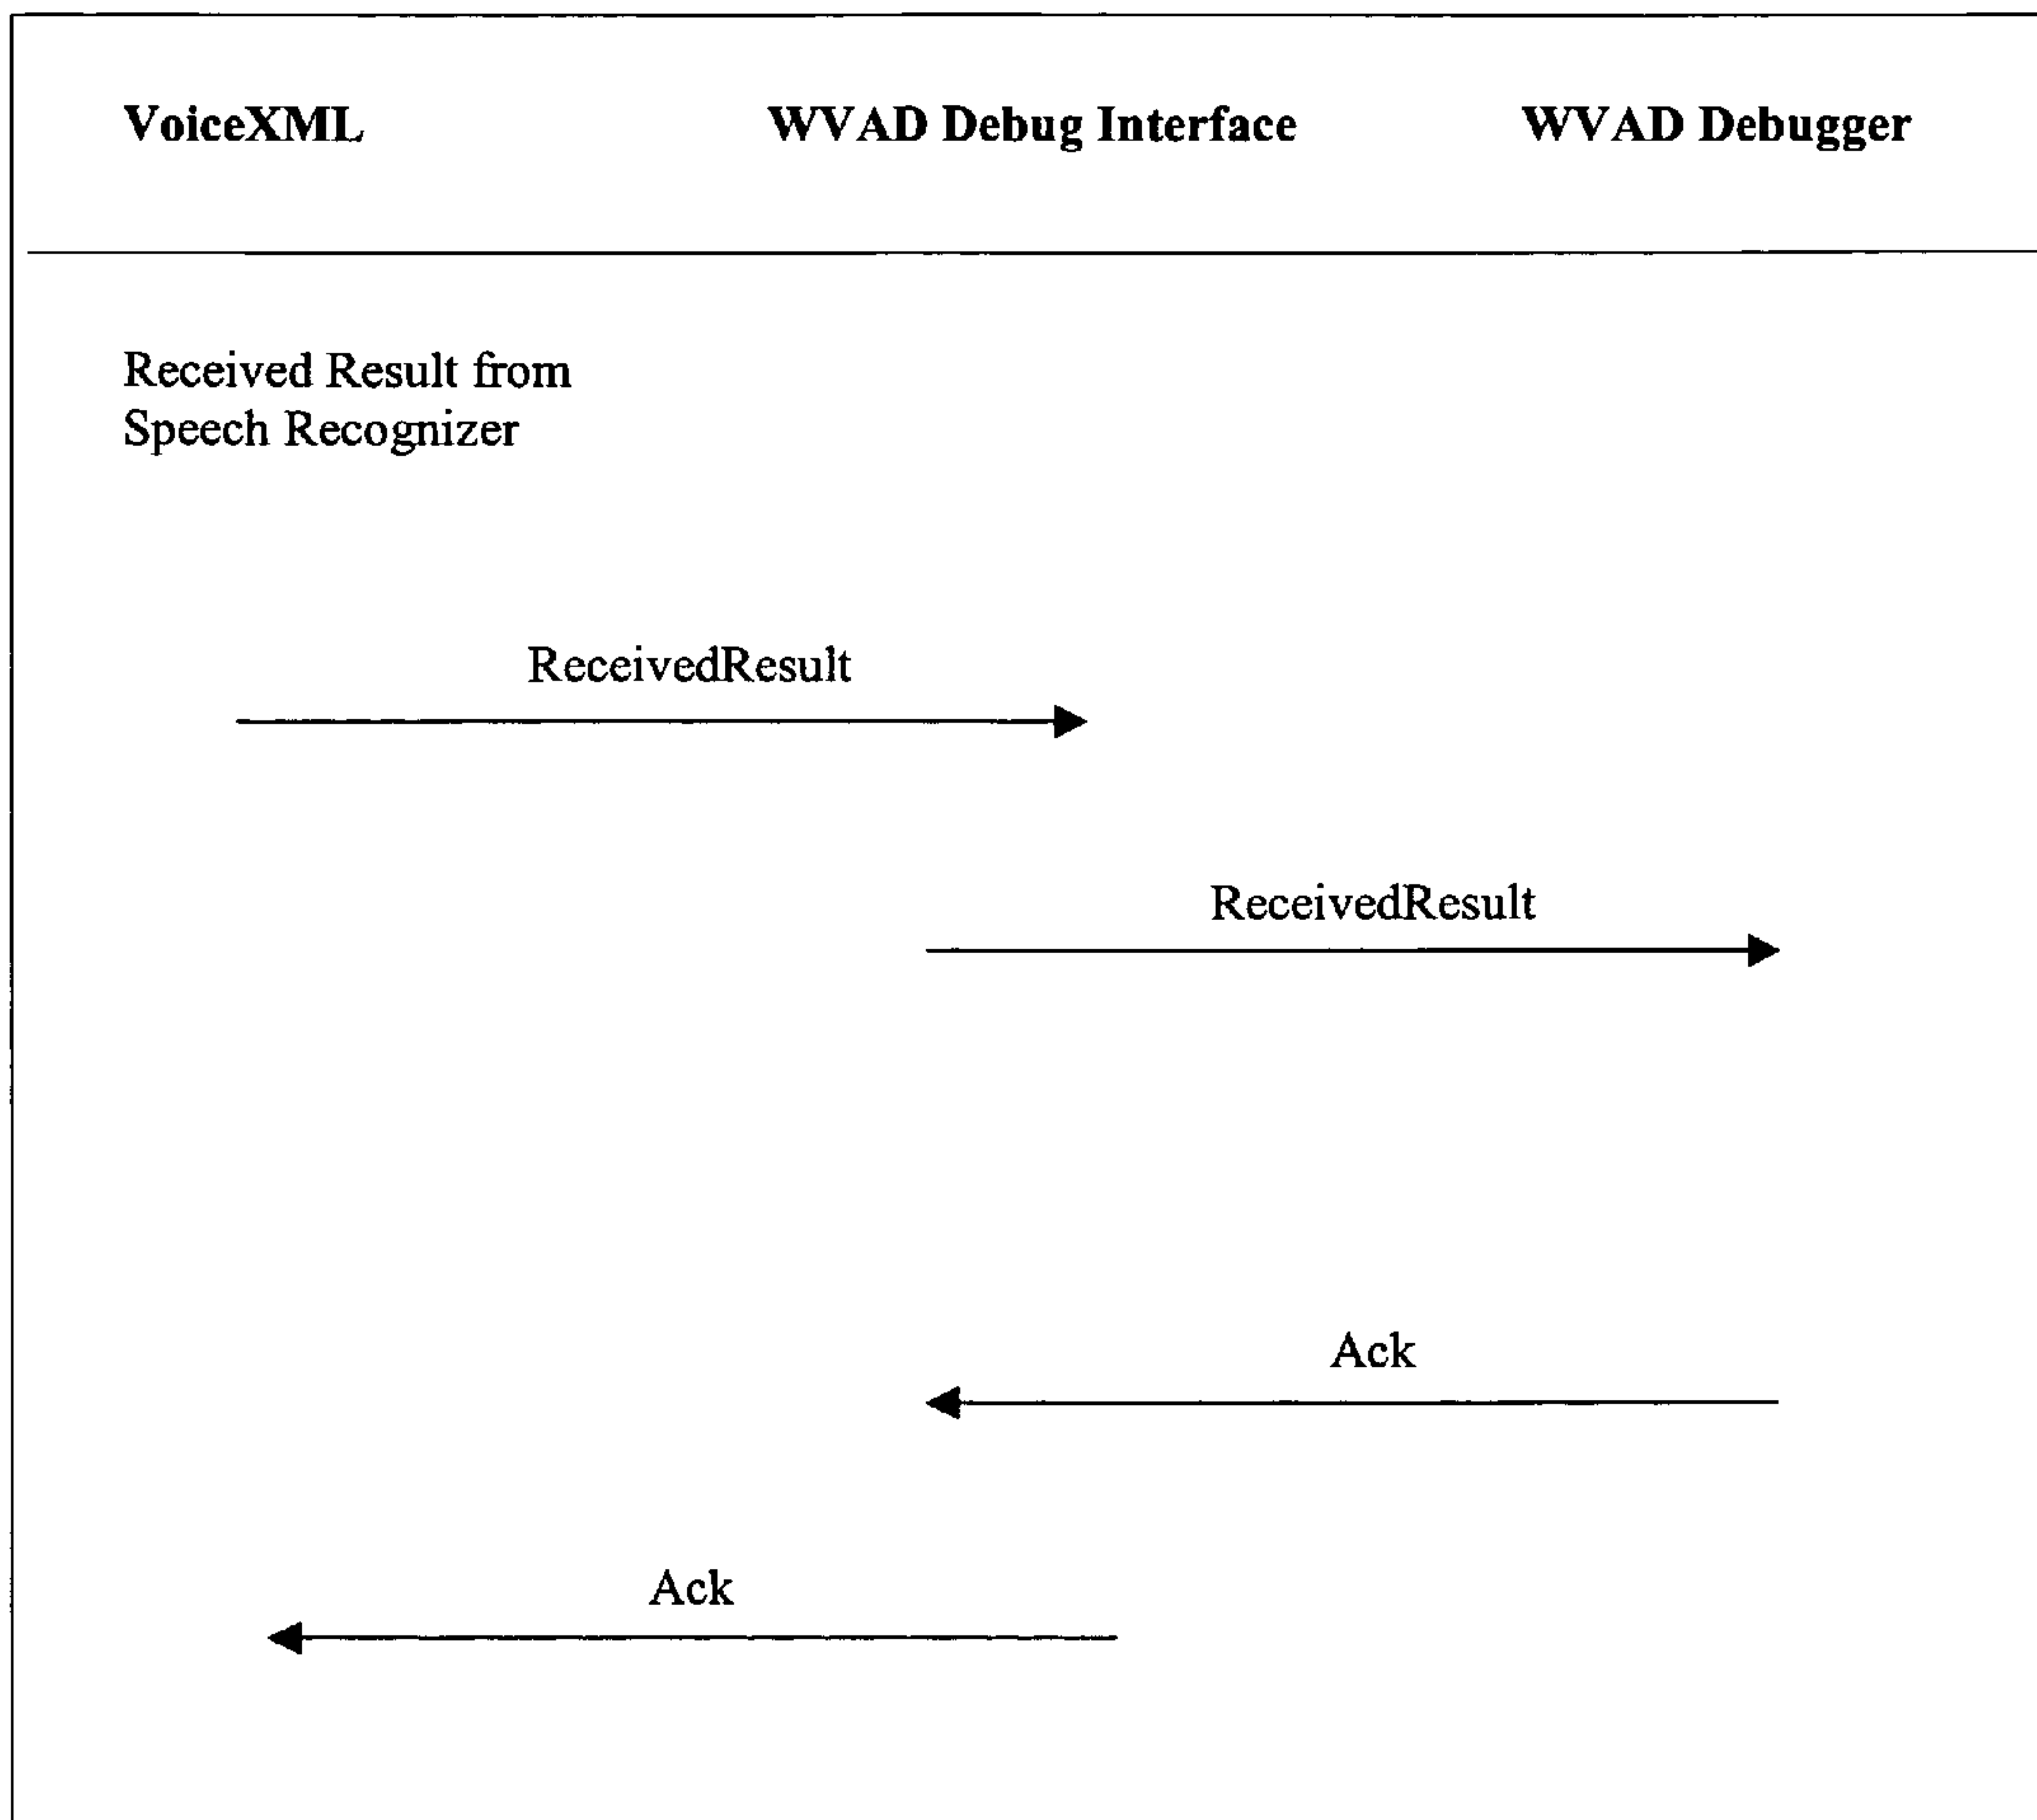 VoiceXML WVAD Debug Interface WVAD Debugger
Received Result from
Speech Recognizer
ReceivedResult
ReceivedResult
Ack
Ack